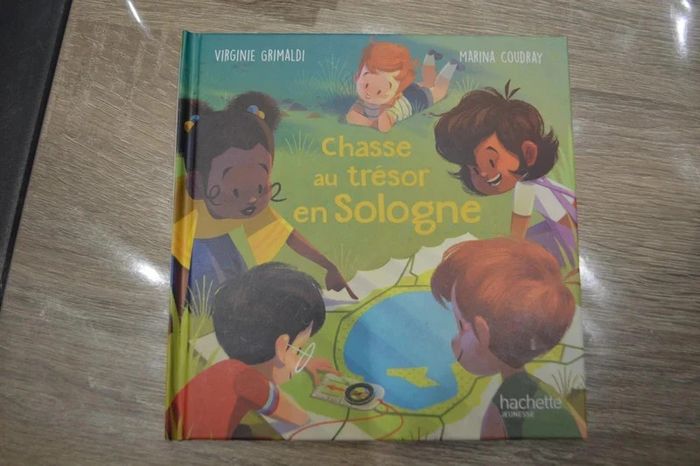 VIRGINIE GRIMALDI
MARINA COUDRAY
Chasse
au trésor
en Sologne
hachette
JEUNESSE